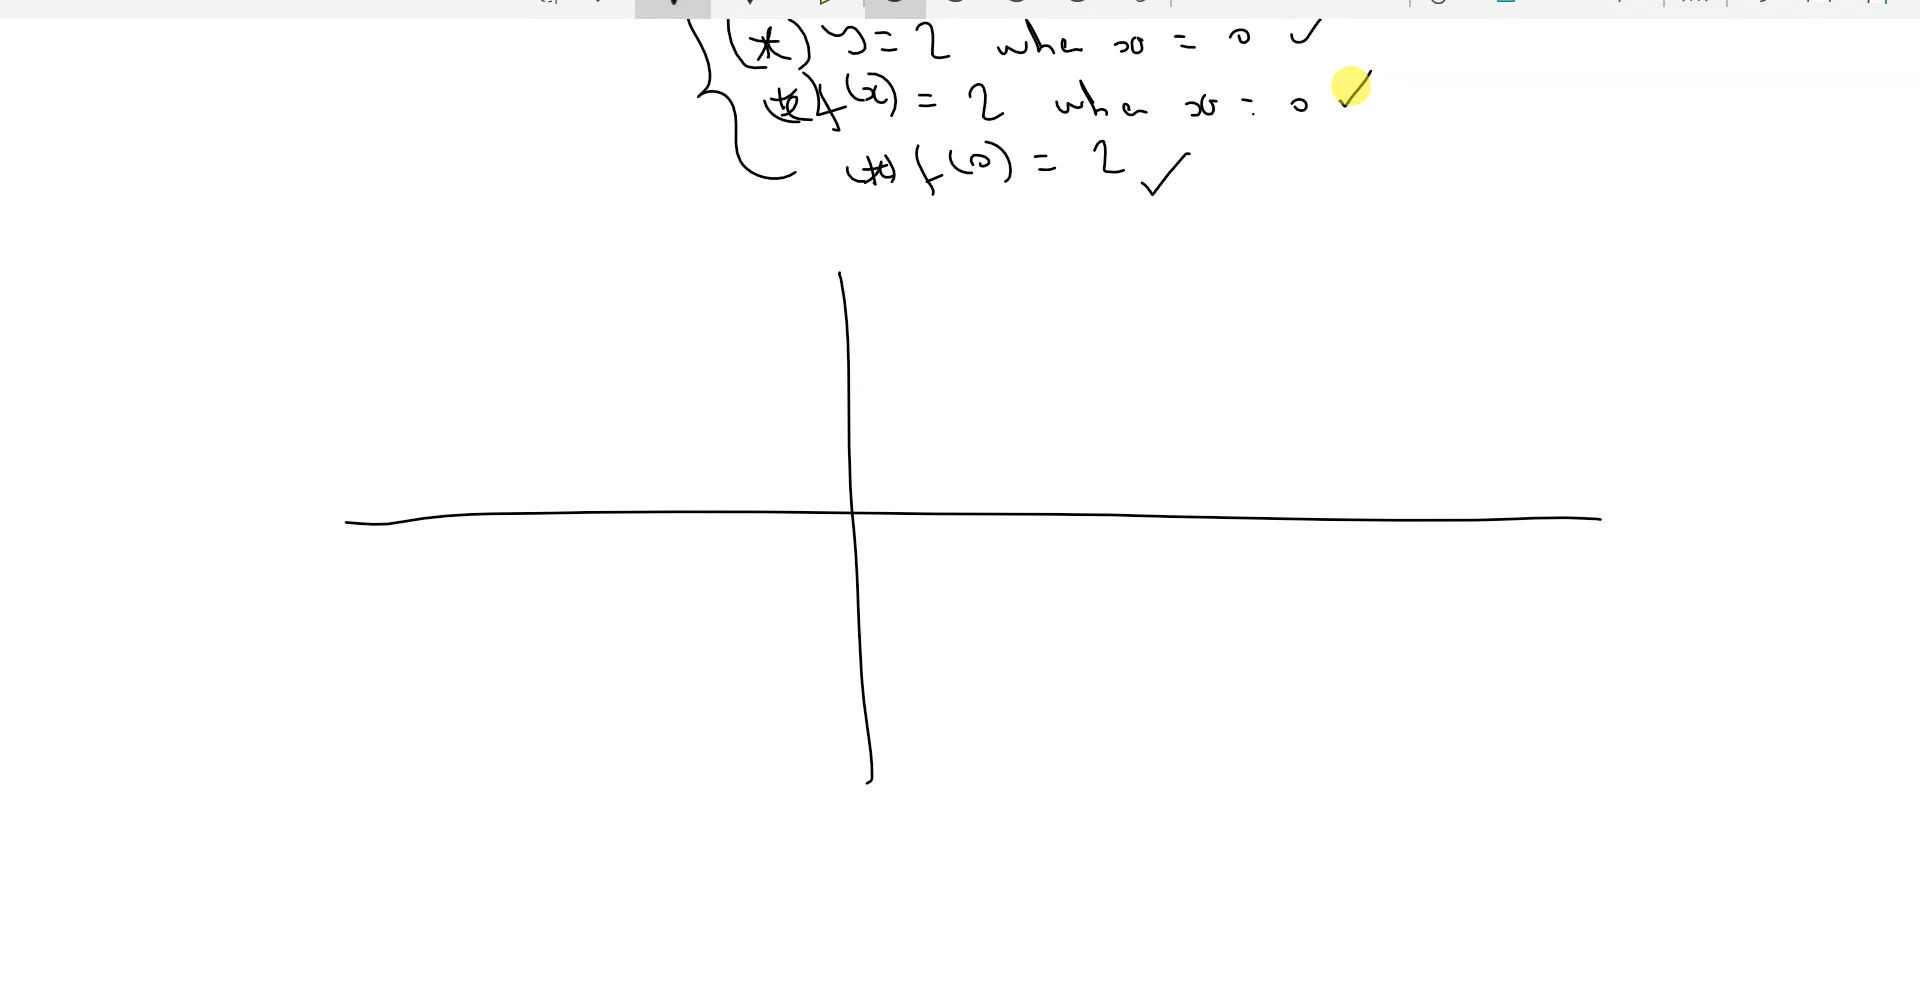 (*) y = 2 when x = 0 ✓
(*) f(x) = 2 when x = 0 ✓
(*) f(0) = 2 ✓